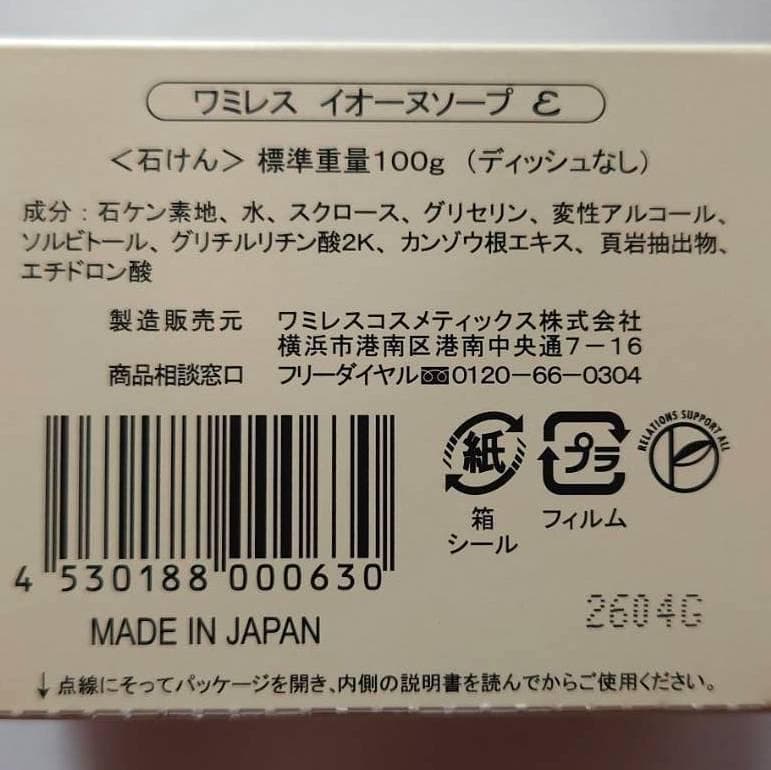 ワミレス イオーヌソープ ε
＜石けん＞ 標準重量100g （ディッシュなし）
成分：石ケン素地、水、スクロース、グリセリン、変性アルコール、
ソルビトール、グリチルリチン酸2K、カンゾウ根エキス、頁岩抽出物、
エチドロン酸
製造販売元 ワミレスコスメティックス株式会社
横浜市港南区港南中央通7－16
商品相談窓口 フリーダイヤル 0120－66－0304
紙
箱
シール
プラ
フィルム
RELATIONS SUPPORT ALL
4 530188 000630
2604G
MADE IN JAPAN
↓点線にそってパッケージを開き、内側の説明書を読んでからご使用ください。